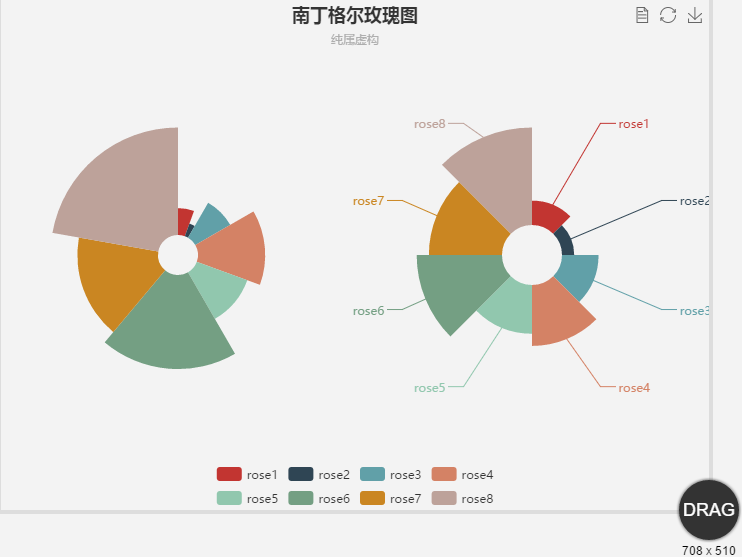 南丁格尔玫瑰图
纯属虚构
rose8
rose1
rose7
rose2
rose6
rose3
rose5
rose4
rose1 rose2 rose3 rose4
rose5 rose6 rose7 rose8
DRAG
708 x 510